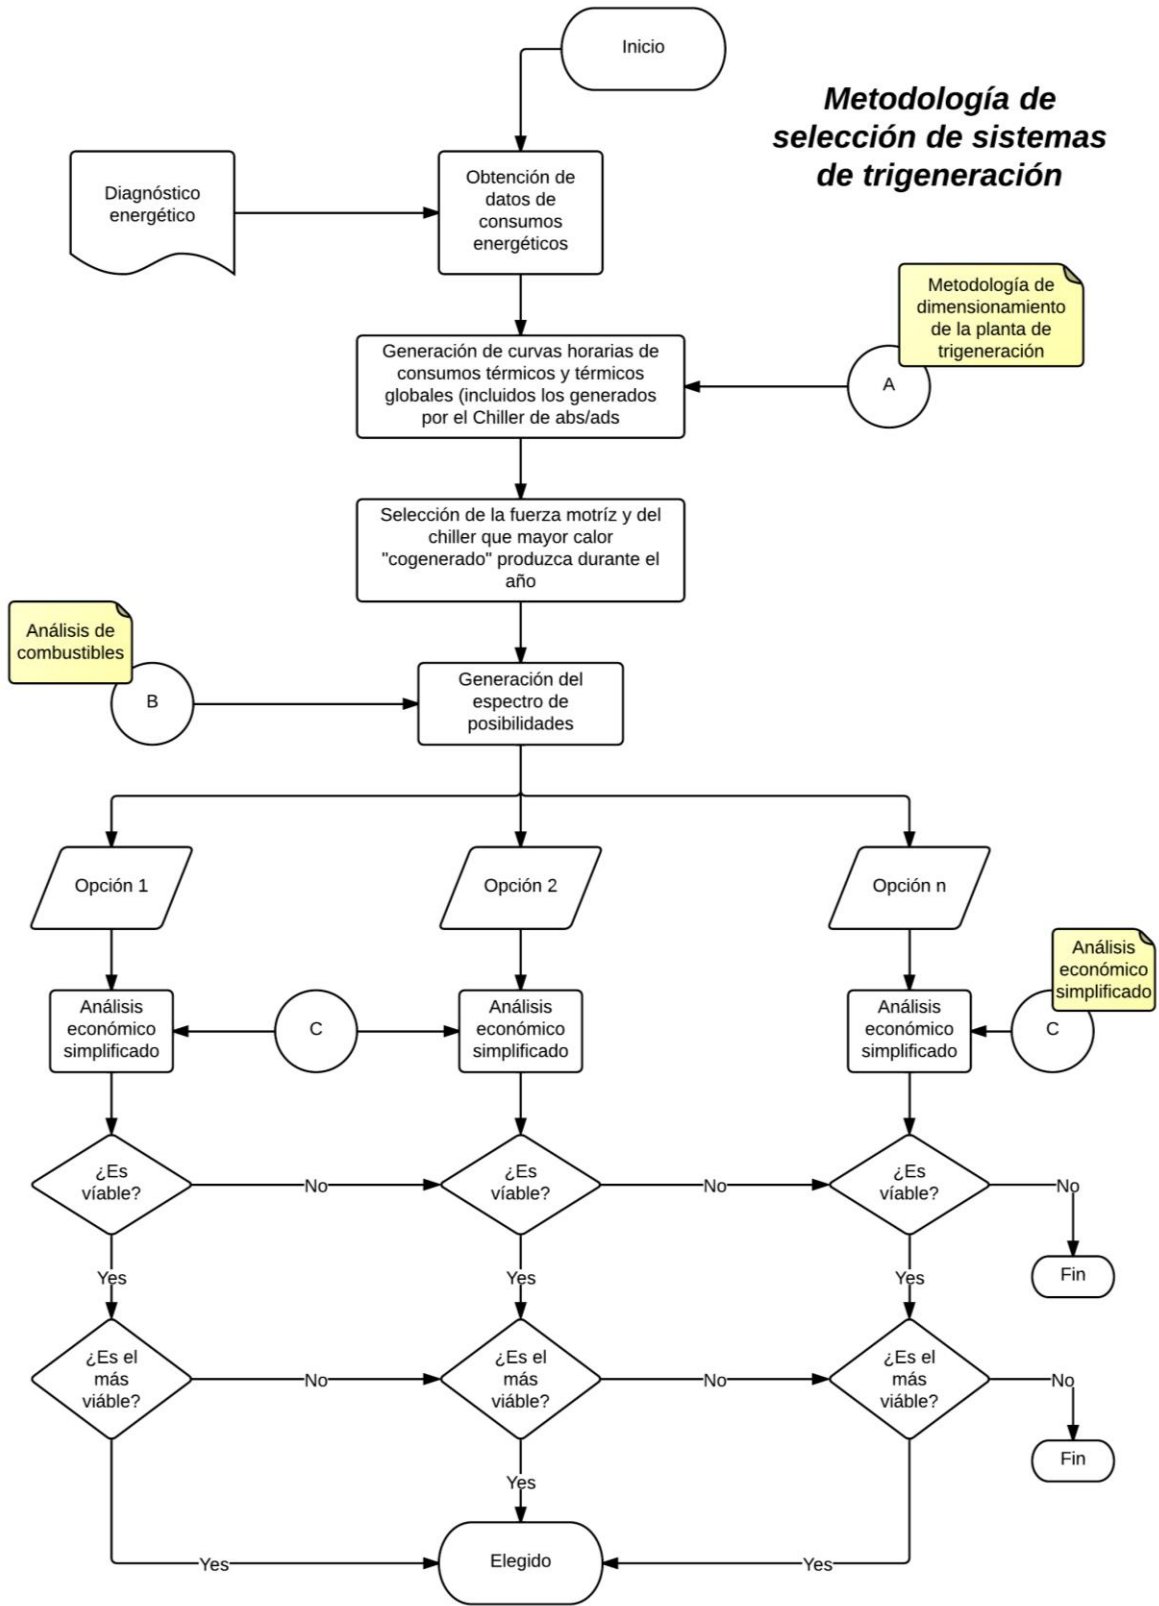 Inicio
Metodología de
selección de sistemas
de trigeneración
Diagnóstico
energético
Obtención de
datos de
consumos
energéticos
Metodología de
dimensionamiento
de la planta de
trigeneración
A
Generación de curvas horarias de
consumos térmicos y térmicos
globales (incluidos los generados
por el Chiller de abs/ads
Selección de la fuerza motríz y del
chiller que mayor calor
"cogenerado" produzca durante el
año
Análisis de
combustibles
B
Generación del
espectro de
posibilidades
Opción 1
Opción 2
Opción n
Análisis
económico
simplificado
C
Análisis
económico
simplificado
Análisis
económico
simplificado
Análisis
económico
simplificado
C
¿Es
víable?
No
¿Es
víable?
No
¿Es
víable?
No
Fin
Yes
Yes
Yes
¿Es el
más
viáble?
No
¿Es el
más
viáble?
No
¿Es el
más
viáble?
No
Fin
Yes
Yes
Elegido
Yes